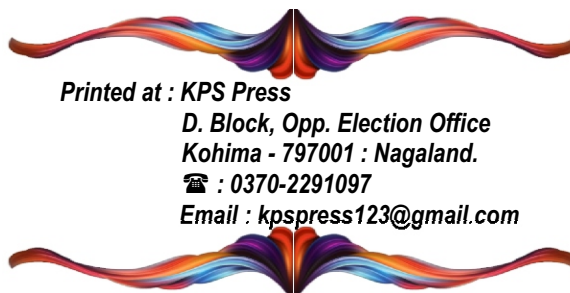 Printed at : KPS Press
D. Block, Opp. Election Office
Kohima - 797001 : Nagaland.
☎ : 0370-2291097
Email : kpspress123@gmail.com